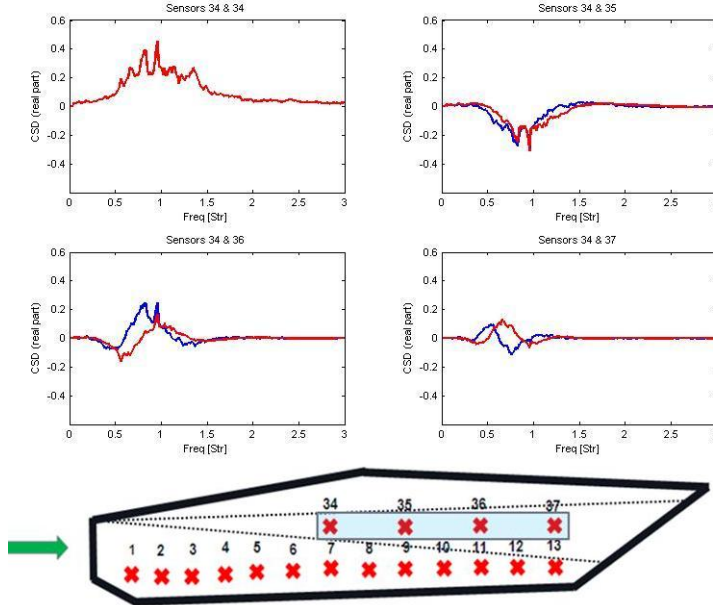 Sensors 34 & 34
0.6
0.4
0.2
0
-0.2
-0.4
CSD (real part)
0 0.5 1 1.5 2 2.5 3
Freq [Str]
Sensors 34 & 35
0.6
0.4
0.2
0
-0.2
-0.4
CSD (real part)
0 0.5 1 1.5 2 2.5
Freq [Str]
Sensors 34 & 36
0.6
0.4
0.2
0
-0.2
-0.4
CSD (real part)
0 0.5 1 1.5 2 2.5 3
Freq [Str]
Sensors 34 & 37
0.6
0.4
0.2
0
-0.2
-0.4
CSD (real part)
0 0.5 1 1.5 2 2.5
Freq [Str]
34 35 36 37
1 2 3 4 5 6 7 8 9 10 11 12 13